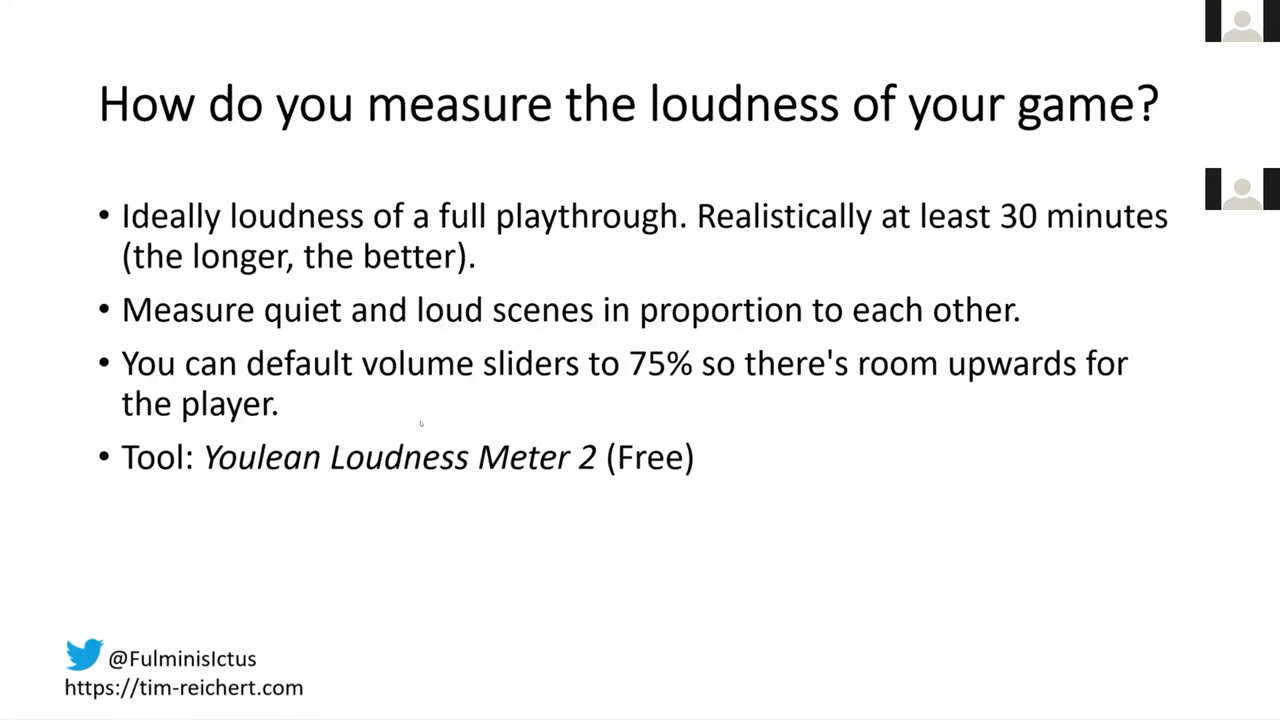 How do you measure the loudness of your game?
• Ideally loudness of a full playthrough. Realistically at least 30 minutes
(the longer, the better).
• Measure quiet and loud scenes in proportion to each other.
• You can default volume sliders to 75% so there's room upwards for
the player.
• Tool: Youlean Loudness Meter 2 (Free)
@FulminisIctus
https://tim-reichert.com